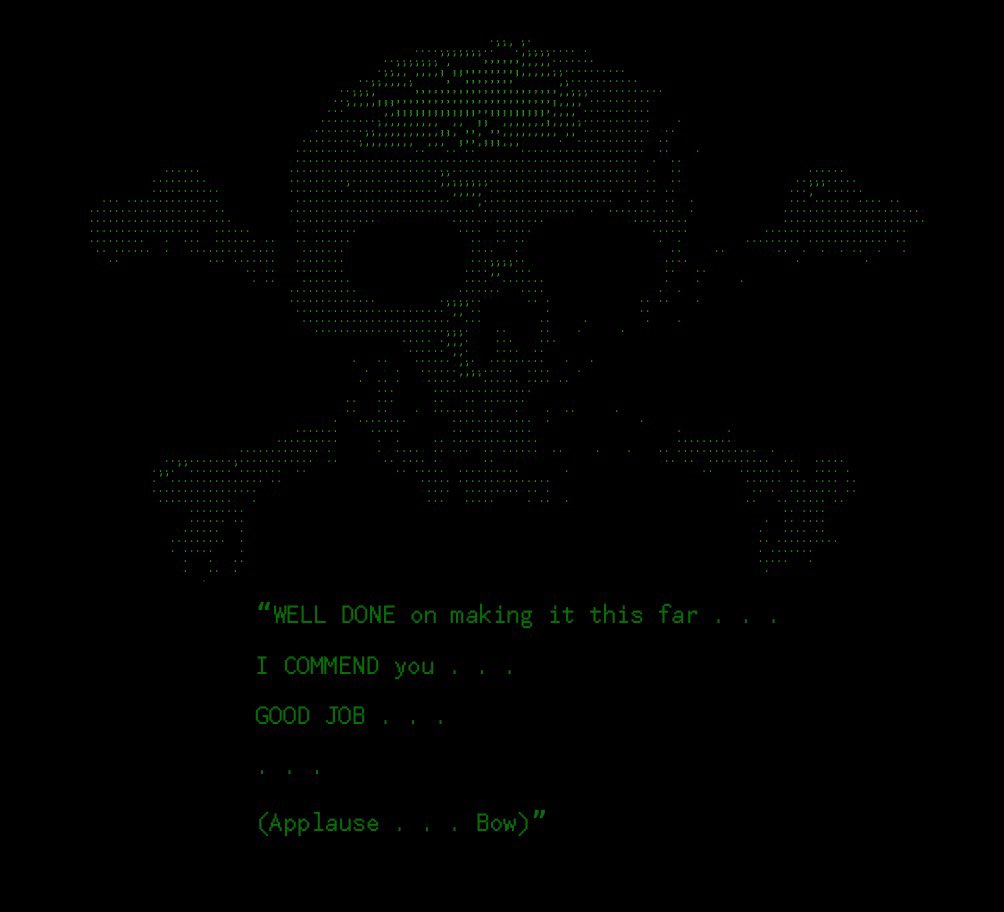 “WELL DONE on making it this far . . .
I COMMEND you . . .
GOOD JOB . . .
. . .
(Applause . . . Bow)”